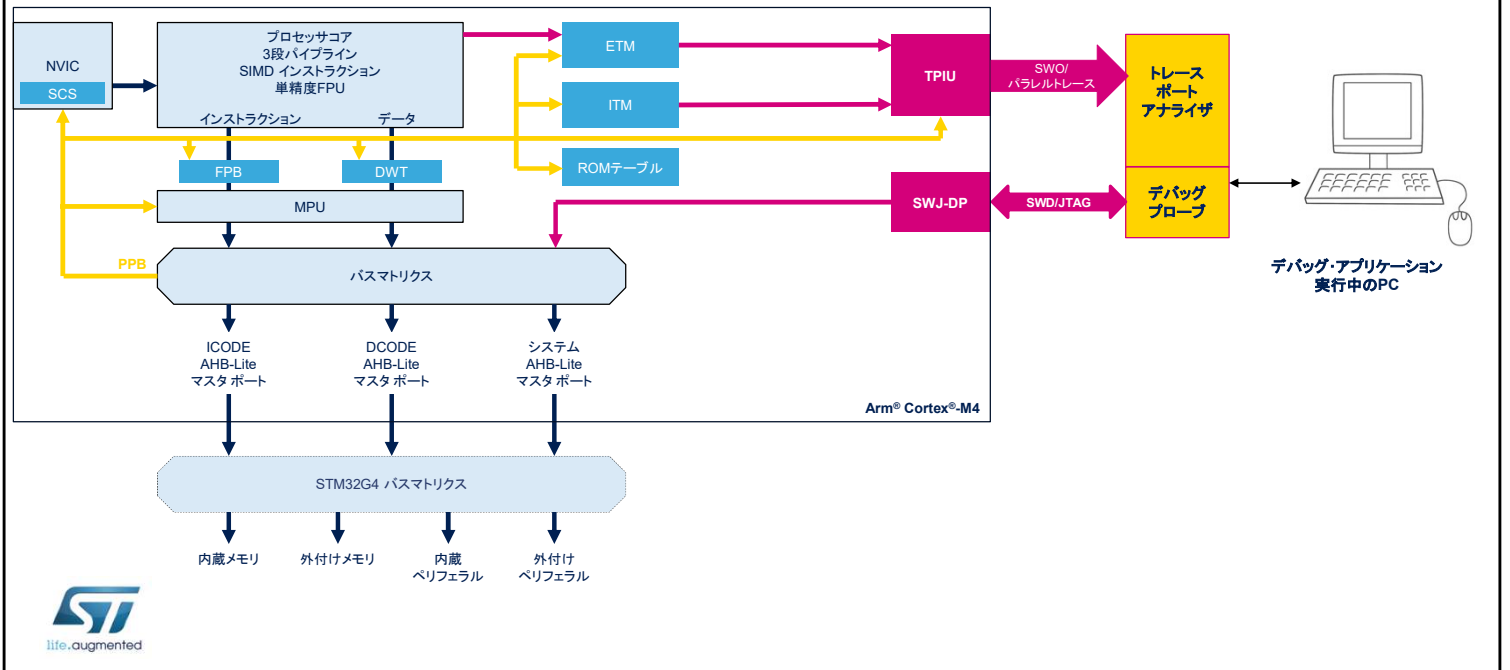 NVIC
SCS
プロセッサコア
3段パイプライン
SIMD インストラクション
単精度FPU
インストラクション
データ
FPB
DWT
MPU
PPB
バスマトリクス
ETM
ITM
ROMテーブル
TPIU
SWJ-DP
SWO/
パラレルトレース
SWD/JTAG
トレース
ポート
アナライザ
デバッグ
プローブ
デバッグ・アプリケーション
実行中のPC
ICODE
AHB-Lite
マスタ ポート
DCODE
AHB-Lite
マスタ ポート
システム
AHB-Lite
マスタ ポート
Arm® Cortex®-M4
STM32G4 バスマトリクス
内蔵メモリ
外付けメモリ
内蔵
ペリフェラル
外付け
ペリフェラル
ST
life.augmented